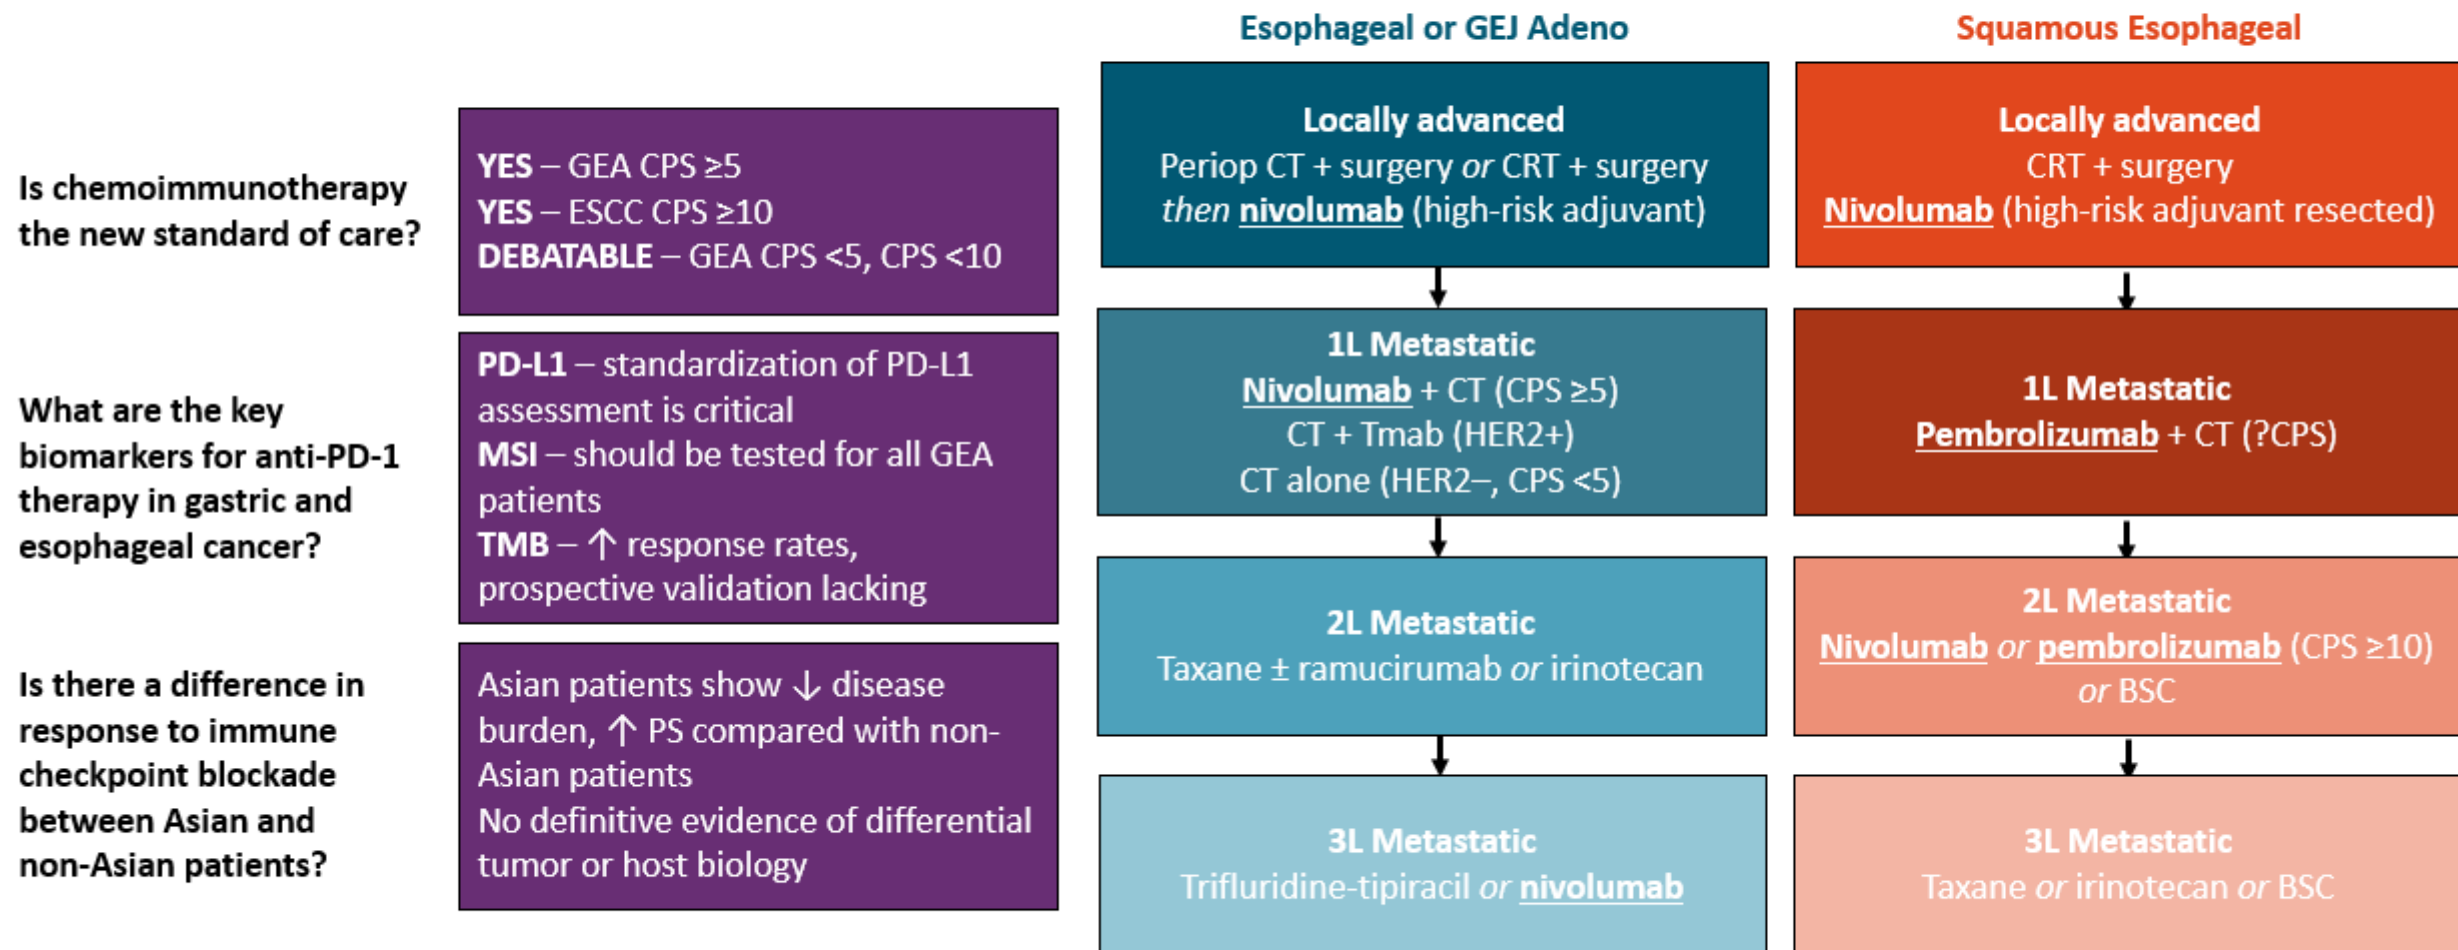 Is chemoimmunotherapy
the new standard of care?
YES – GEA CPS ≥5
YES – ESCC CPS ≥10
DEBATABLE – GEA CPS <5, CPS <10
What are the key
biomarkers for anti-PD-1
therapy in gastric and
esophageal cancer?
PD-L1 – standardization of PD-L1
assessment is critical
MSI – should be tested for all GEA
patients
TMB – ↑ response rates,
prospective validation lacking
Is there a difference in
response to immune
checkpoint blockade
between Asian and
non-Asian patients?
Asian patients show ↓ disease
burden, ↑ PS compared with non-
Asian patients
No definitive evidence of differential
tumor or host biology
Esophageal or GEJ Adeno
Locally advanced
Periop CT + surgery or CRT + surgery
then nivolumab (high-risk adjuvant)
1L Metastatic
Nivolumab + CT (CPS ≥5)
CT + Tmab (HER2+)
CT alone (HER2–, CPS <5)
2L Metastatic
Taxane ± ramucirumab or irinotecan
3L Metastatic
Trifluridine-tipiracil or nivolumab
Squamous Esophageal
Locally advanced
CRT + surgery
Nivolumab (high-risk adjuvant resected)
1L Metastatic
Pembrolizumab + CT (?CPS)
2L Metastatic
Nivolumab or pembrolizumab (CPS ≥10)
or BSC
3L Metastatic
Taxane or irinotecan or BSC